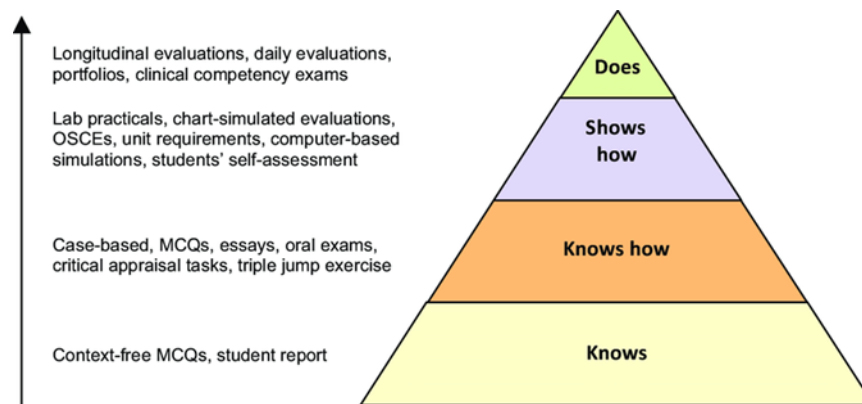 Longitudinal evaluations, daily evaluations,
portfolios, clinical competency exams
Does
Lab practicals, chart-simulated evaluations,
OSCEs, unit requirements, computer-based
simulations, students' self-assessment
Shows
how
Case-based, MCQs, essays, oral exams,
critical appraisal tasks, triple jump exercise
Knows how
Context-free MCQs, student report
Knows